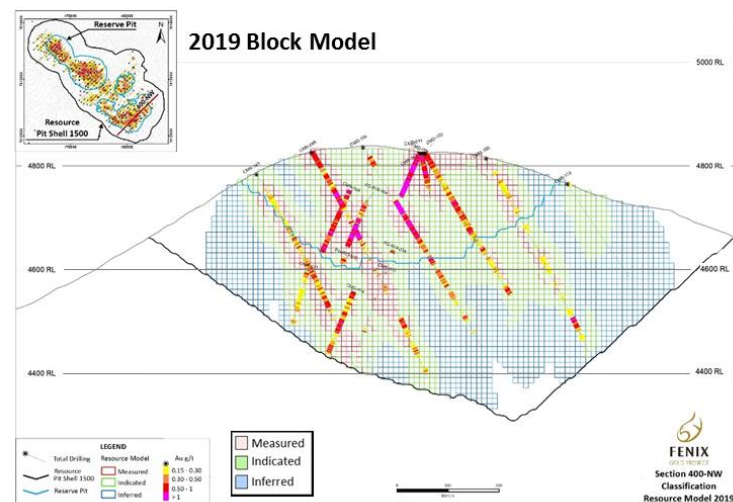 2019 Block Model
Reserve Pit
N
400-NW
Resource
Pit Shell 1500
5000 RL
4800 RL
4800 RL
4600 RL
4600 RL
4400 RL
4400 RL
Total Drilling
Resource
Pit Shell 1500
Reserve Pit
LEGEND
Resource Model
Measured
Indicated
Inferred
Au g/t
0.15 - 0.30
0.30 - 0.50
0.50 - 1
> 1
Measured
Indicated
Inferred
FENIX
GOLD PROJECT
Section 400-NW
Classification
Resource Model 2019